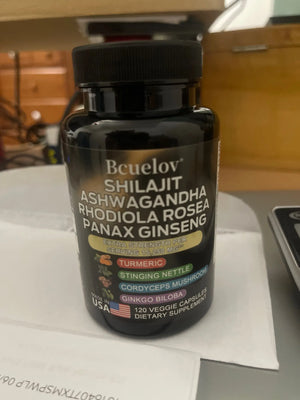 Bcuelov®
SHILAJIT
ASHWAGANDHA
RHODIOLA ROSEA
PANAX GINSENG
TURMERIC
STINGING NETTLE
CORDYCEPS MUSHROOM
GINKGO BILOBA
USA
120 VEGGIE CAPSULES
DIETARY SUPPLEMENT